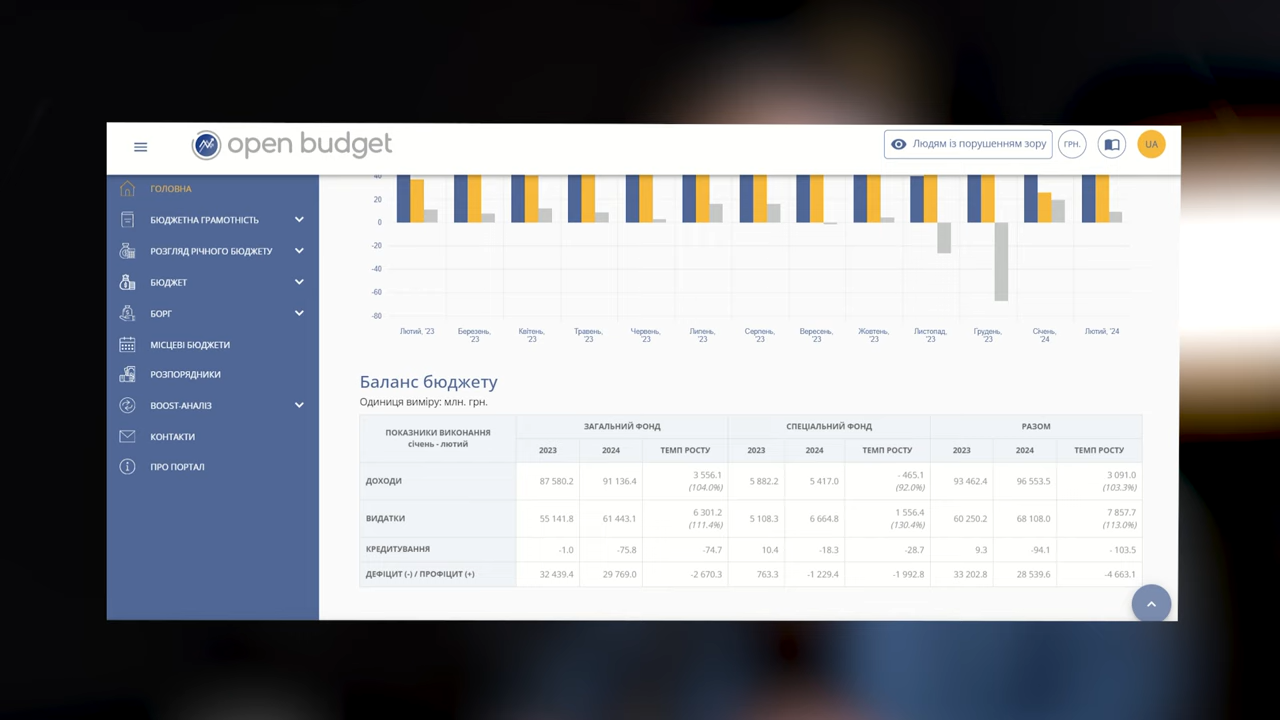 open budget
Людям із порушенням зору
ГРН.
UA
ГОЛОВНА
БЮДЖЕТНА ГРАМОТНІСТЬ
РОЗГЛЯД РІЧНОГО БЮДЖЕТУ
БЮДЖЕТ
БОРГ
МІСЦЕВІ БЮДЖЕТИ
РОЗПОРЯДНИКИ
BOOST-АНАЛІЗ
КОНТАКТИ
ПРО ПОРТАЛ
40
20
0
-20
-40
-60
-80
Лютий, '23 Березень, '23 Квітень, '23 Травень, '23 Червень, '23 Липень, '23 Серпень, '23 Вересень, '23 Жовтень, '23 Листопад, '23 Грудень, '23 Січень, '24 Лютий, '24
Баланс бюджету
Одиниця виміру: млн. грн.
ПОКАЗНИКИ ВИКОНАННЯ
січень - лютий
ЗАГАЛЬНИЙ ФОНД СПЕЦІАЛЬНИЙ ФОНД РАЗОМ
2023 2024 ТЕМП РОСТУ 2023 2024 ТЕМП РОСТУ 2023 2024 ТЕМП РОСТУ
ДОХОДИ 87 580.2 91 136.4 3 556.1 (104.0%) 5 882.2 5 417.0 - 465.1 (92.0%) 93 462.4 96 553.5 3 091.0 (103.3%)
ВИДАТКИ 55 141.8 61 443.1 6 301.2 (111.4%) 5 108.3 6 664.8 1 556.4 (130.4%) 60 250.2 68 108.0 7 857.7 (113.0%)
КРЕДИТУВАННЯ -1.0 -75.8 -74.7 10.4 -18.3 -28.7 9.3 -94.1 - 103.5
ДЕФІЦИТ (-) / ПРОФІЦИТ (+) 32 439.4 29 769.0 -2 670.3 763.3 -1 229.4 -1 992.8 33 202.8 28 539.6 -4 663.1